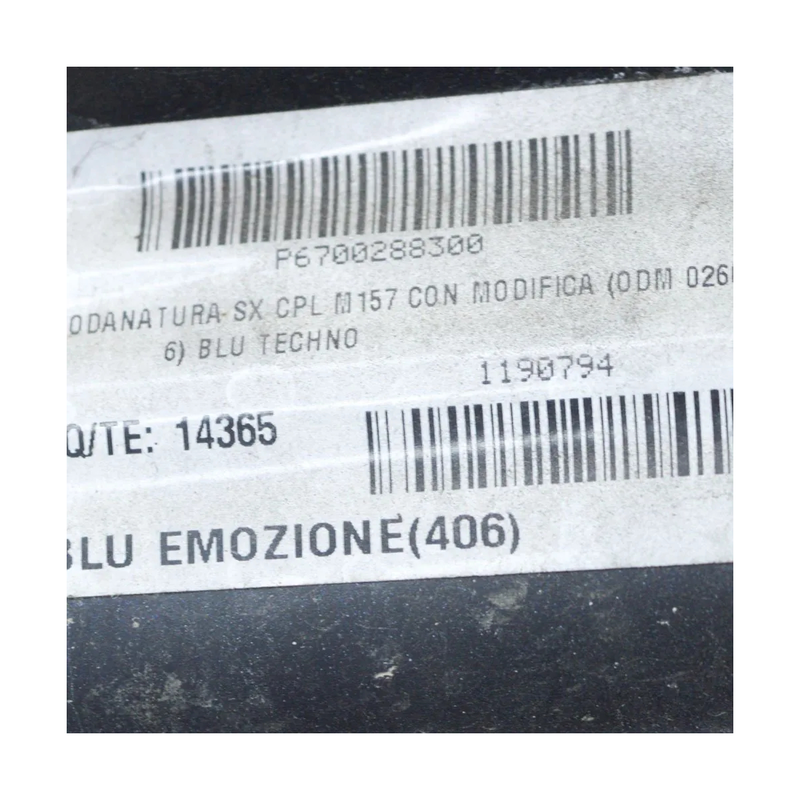 P6700288300
ODANATURA SX CPL M157 CON MODIFICA (ODM 026
6) BLU TECHNO
1190794
Q/TE: 14365
BLU EMOZIONE(406)